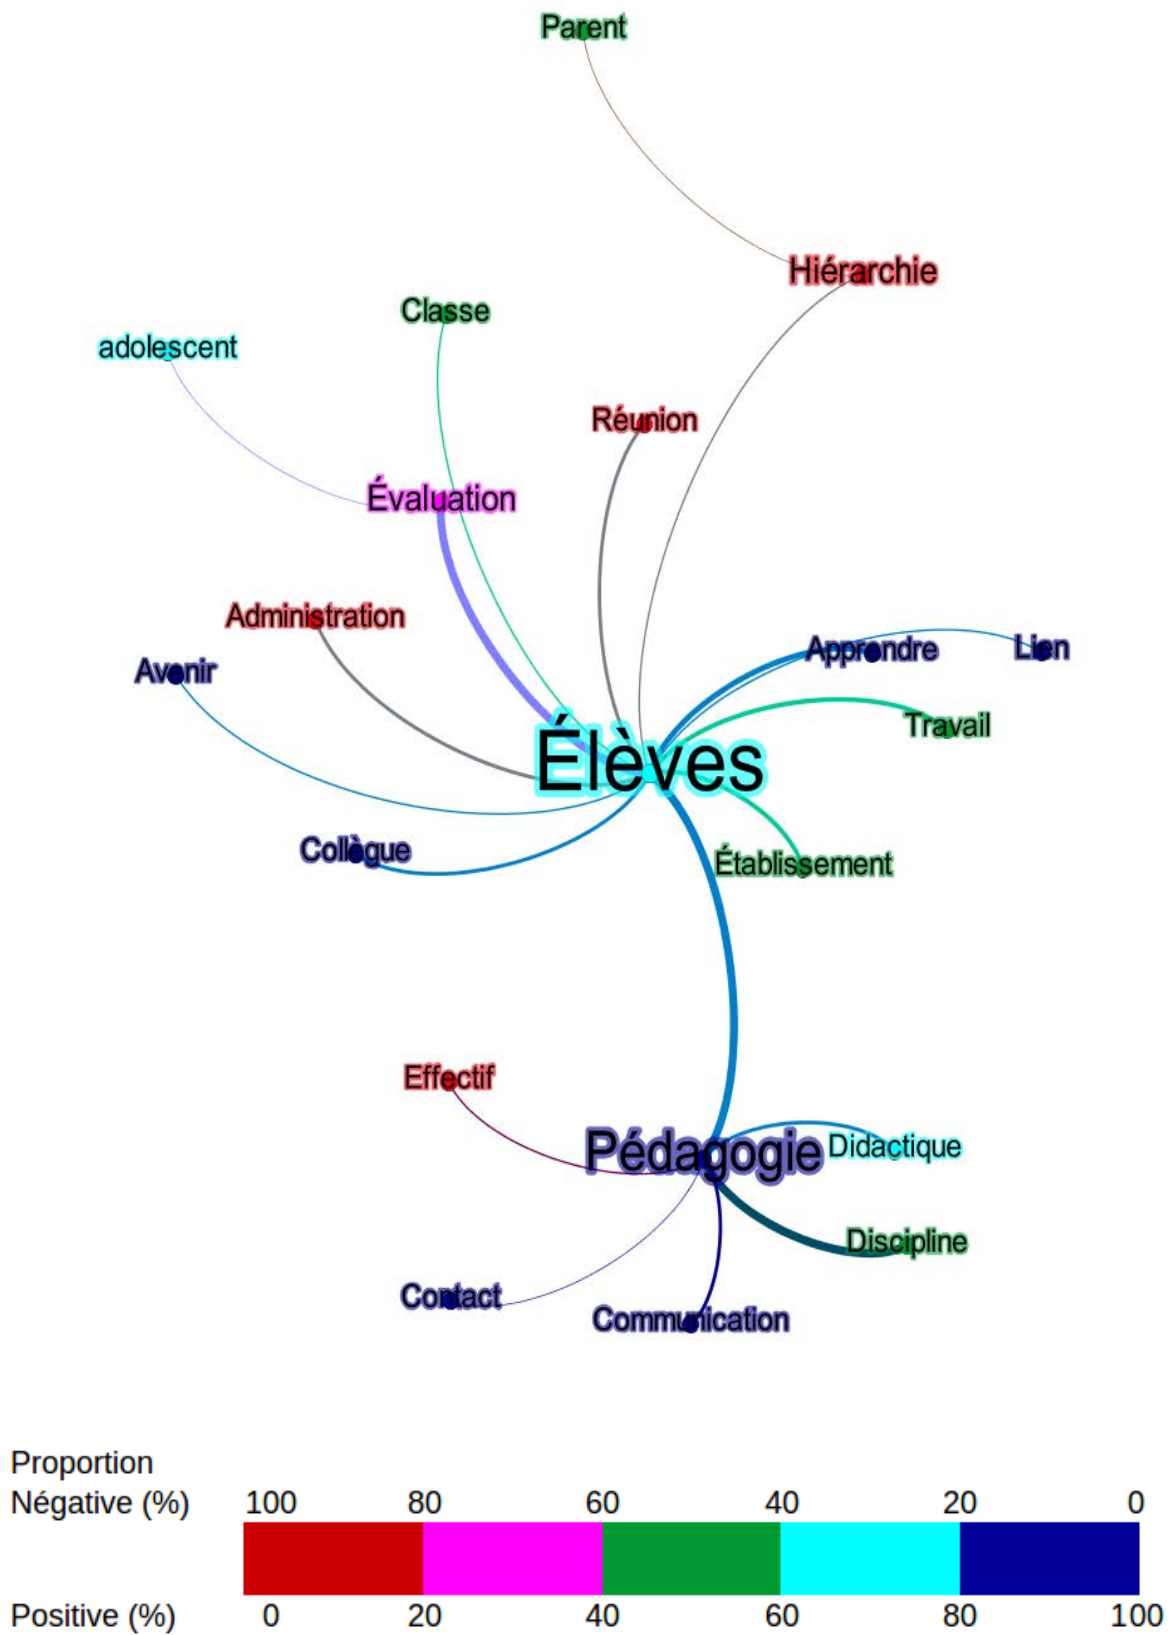 Parent
Hiérarchie
Classe
adolescent
Réunion
Évaluation
Administration
Apprendre
Lien
Avenir
Travail
Élèves
Collègue
Établissement
Effectif
Pédagogie
Didactique
Discipline
Contact
Communication
Proportion
Négative (%) 100 80 60 40 20 0
Positive (%) 0 20 40 60 80 100